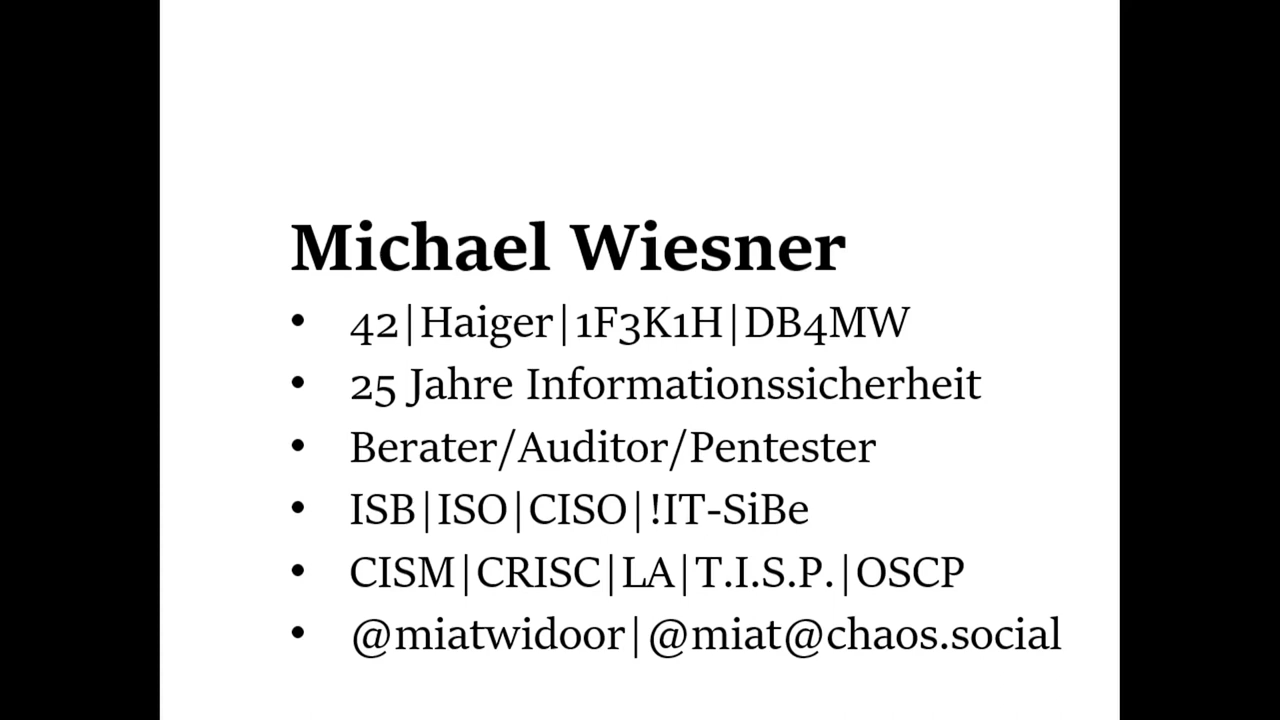 Michael Wiesner
• 42|Haiger|1F3K1H|DB4MW
• 25 Jahre Informationssicherheit
• Berater/Auditor/Pentester
• ISB|ISO|CISO|!IT-SiBe
• CISM|CRISC|LA|T.I.S.P.|OSCP
• @miatwidoor|@miat@chaos.social